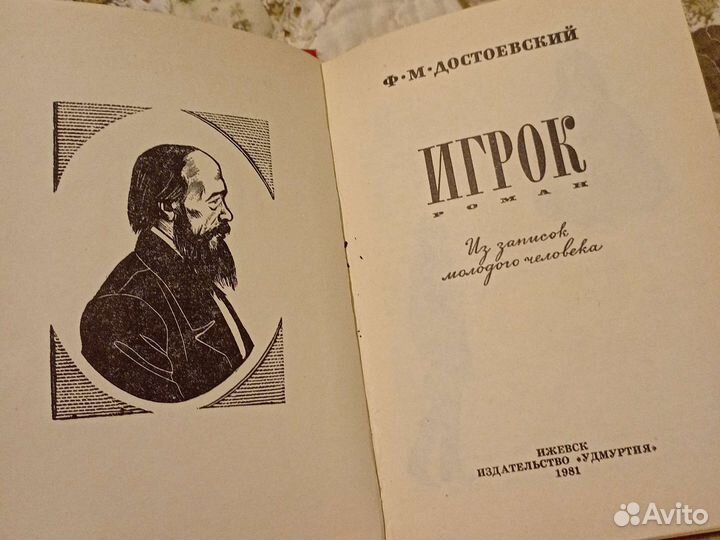 Ф·М·ДОСТОЕВСКИЙ
ИГРОК
РОМАН
Из записок
молодого человека
ИЖЕВСК
ИЗДАТЕЛЬСТВО «УДМУРТИЯ»
1981
Avito